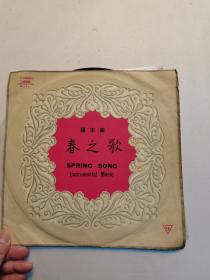 春之歌
SPRING SONG
Instrumental Music